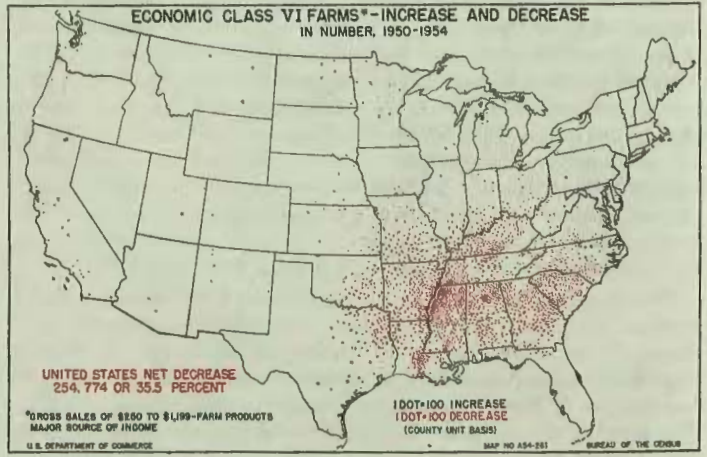 ECONOMIC CLASS VI FARMS*-INCREASE AND DECREASE
IN NUMBER, 1950-1954
UNITED STATES NET DECREASE
254,774 OR 35.5 PERCENT
*GROSS SALES OF $250 TO $1,199-FARM PRODUCTS
MAJOR SOURCE OF INCOME
1 DOT=100 INCREASE
1 DOT=100 DECREASE
(COUNTY UNIT BASIS)
U.S. DEPARTMENT OF COMMERCE
MAP NO A54-261
BUREAU OF THE CENSUS